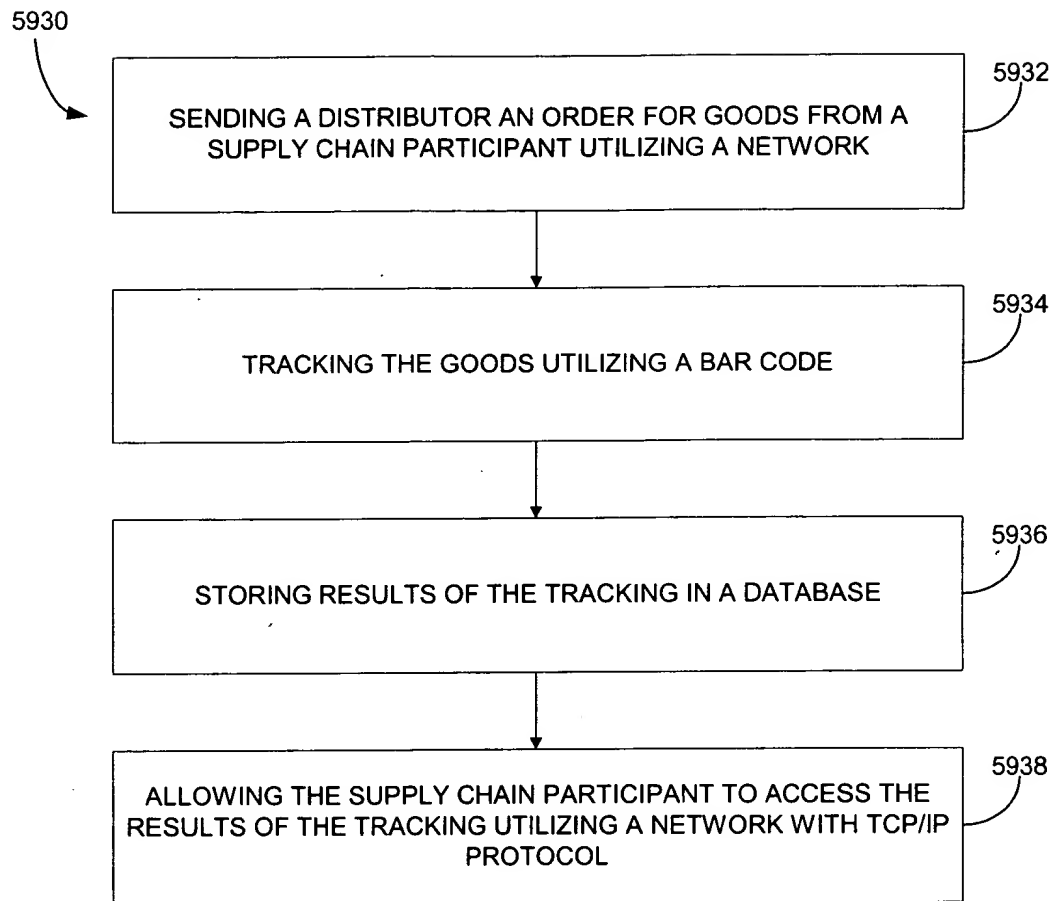 5930
5932
SENDING A DISTRIBUTOR AN ORDER FOR GOODS FROM A
SUPPLY CHAIN PARTICIPANT UTILIZING A NETWORK
5934
TRACKING THE GOODS UTILIZING A BAR CODE
5936
STORING RESULTS OF THE TRACKING IN A DATABASE
5938
ALLOWING THE SUPPLY CHAIN PARTICIPANT TO ACCESS THE
RESULTS OF THE TRACKING UTILIZING A NETWORK WITH TCP/IP
PROTOCOL